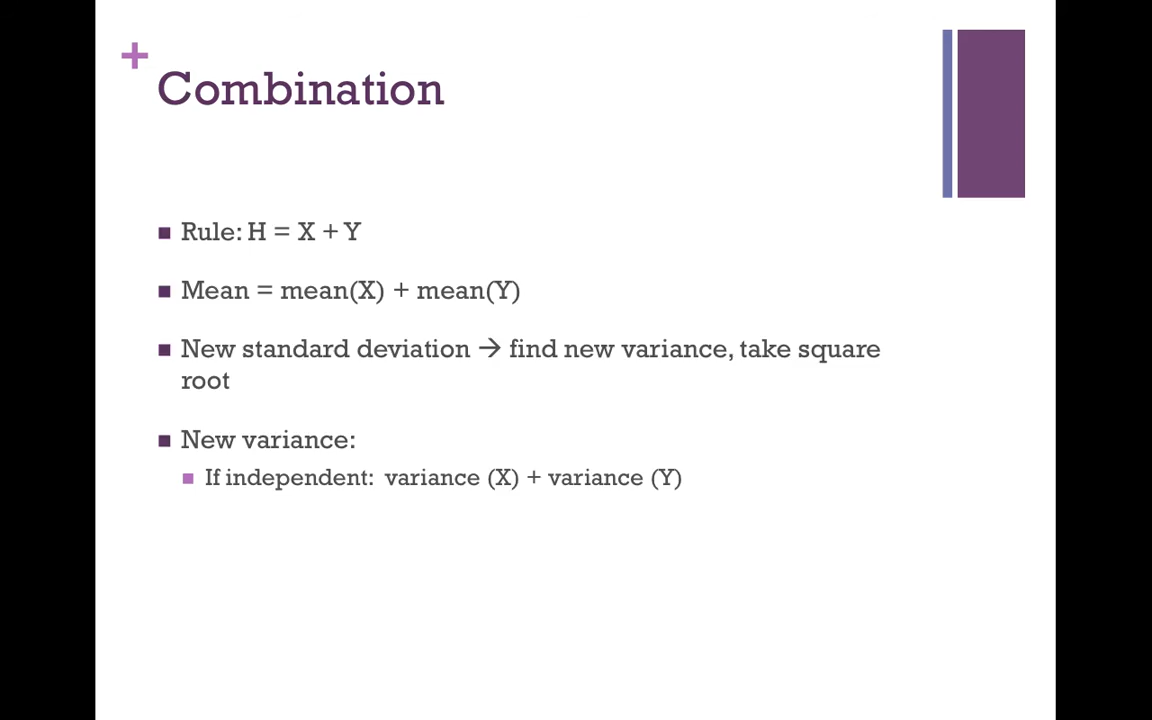 +
Combination
Rule: H = X + Y
Mean = mean(X) + mean(Y)
New standard deviation → find new variance, take square
root
New variance:
If independent: variance (X) + variance (Y)